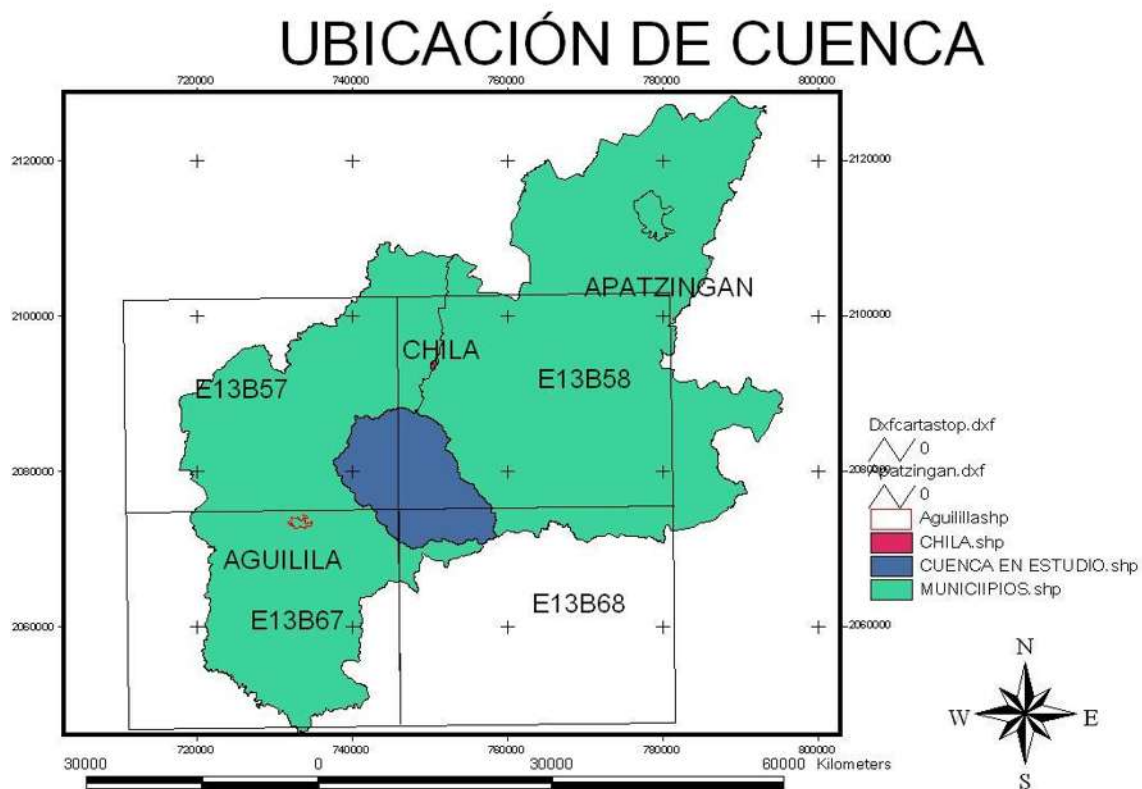 UBICACIÓN DE CUENCA
720000 740000 760000 780000 800000
2120000 2120000
APATZINGAN
2100000 2100000
CHILA
E13B57 E13B58
2080000 2080000
AGUILILA
E13B67 E13B68
2060000 2060000
720000 740000 760000 780000 800000
30000 0 30000 60000 Kilometers
Dxfcartastop.dxf
0
Apatzingan.dxf
0
Aguilillashp
CHILA.shp
CUENCA EN ESTUDIO.shp
MUNICIIPIOS.shp
N
W E
S